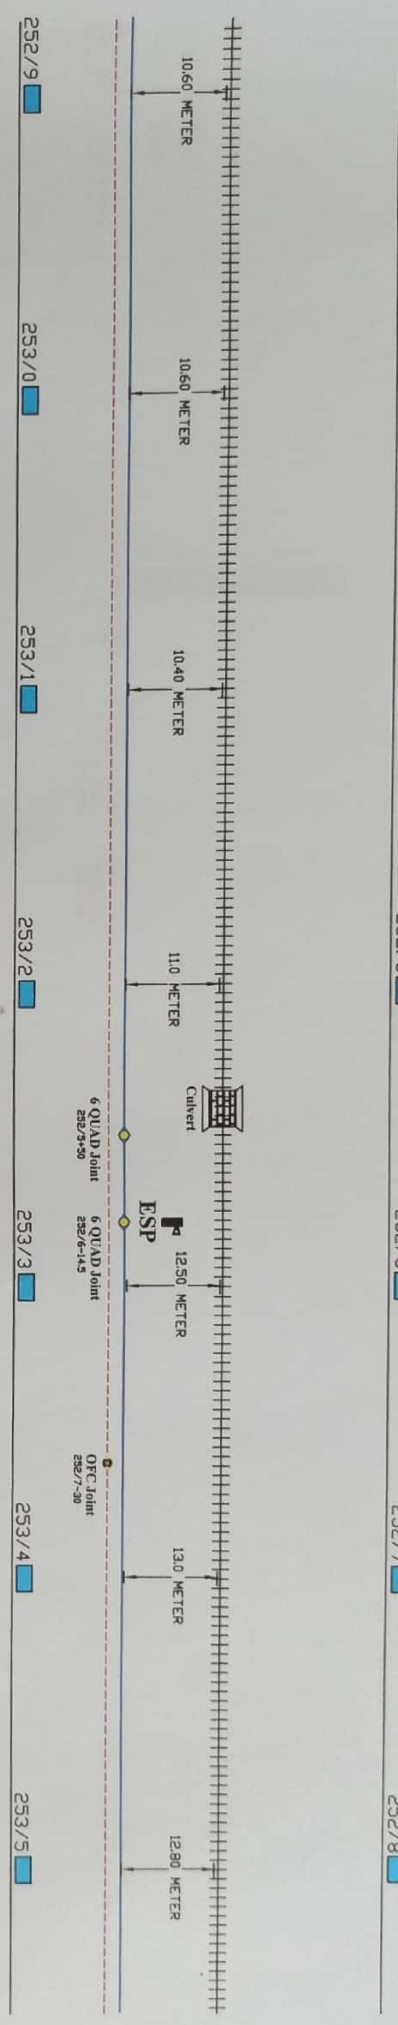 10.60 METER
10.60 METER
10.40 METER
11.0 METER
Culvert
12.50 METER
13.0 METER
12.80 METER
ESP
6 QUAD Joint
252/5+50
6 QUAD Joint
252/6-14.5
OFC Joint
252/7-30
252/9
253/0
253/1
253/2
253/3
253/4
253/5
252/8